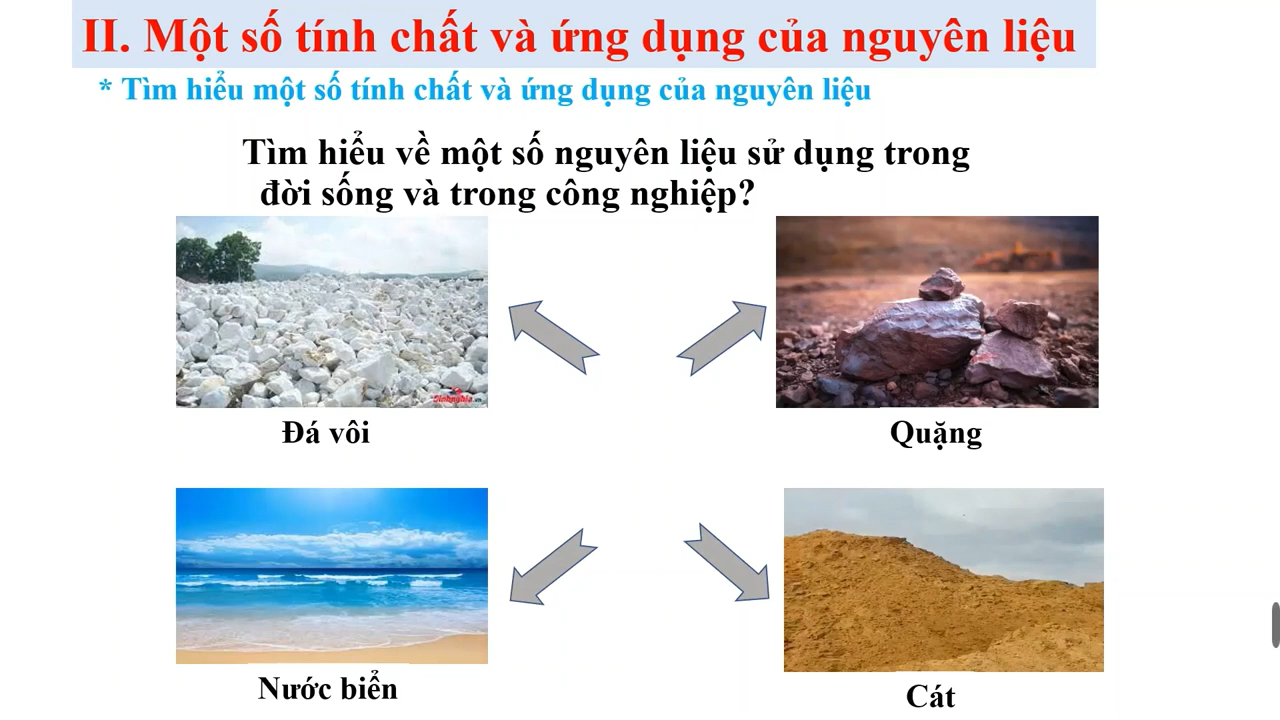 II. Một số tính chất và ứng dụng của nguyên liệu
* Tìm hiểu một số tính chất và ứng dụng của nguyên liệu
Tìm hiểu về một số nguyên liệu sử dụng trong
đời sống và trong công nghiệp?
Đá vôi
Quặng
Nước biển
Cát